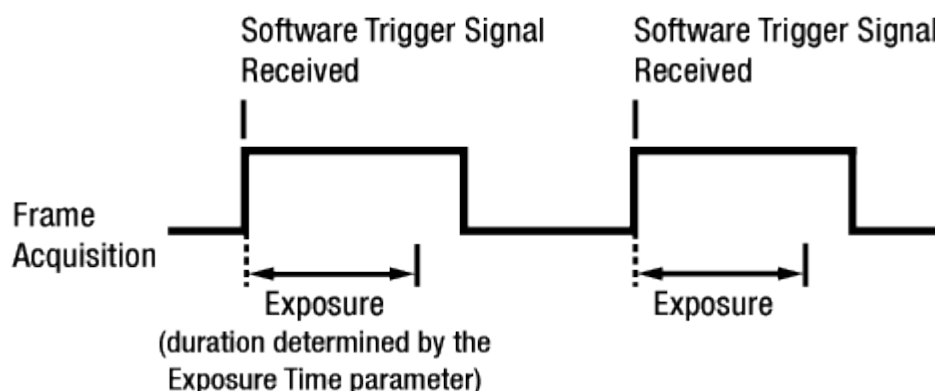 Software Trigger Signal
Received
Software Trigger Signal
Received
Frame
Acquisition
Exposure
(duration determined by the
Exposure Time parameter)
Exposure